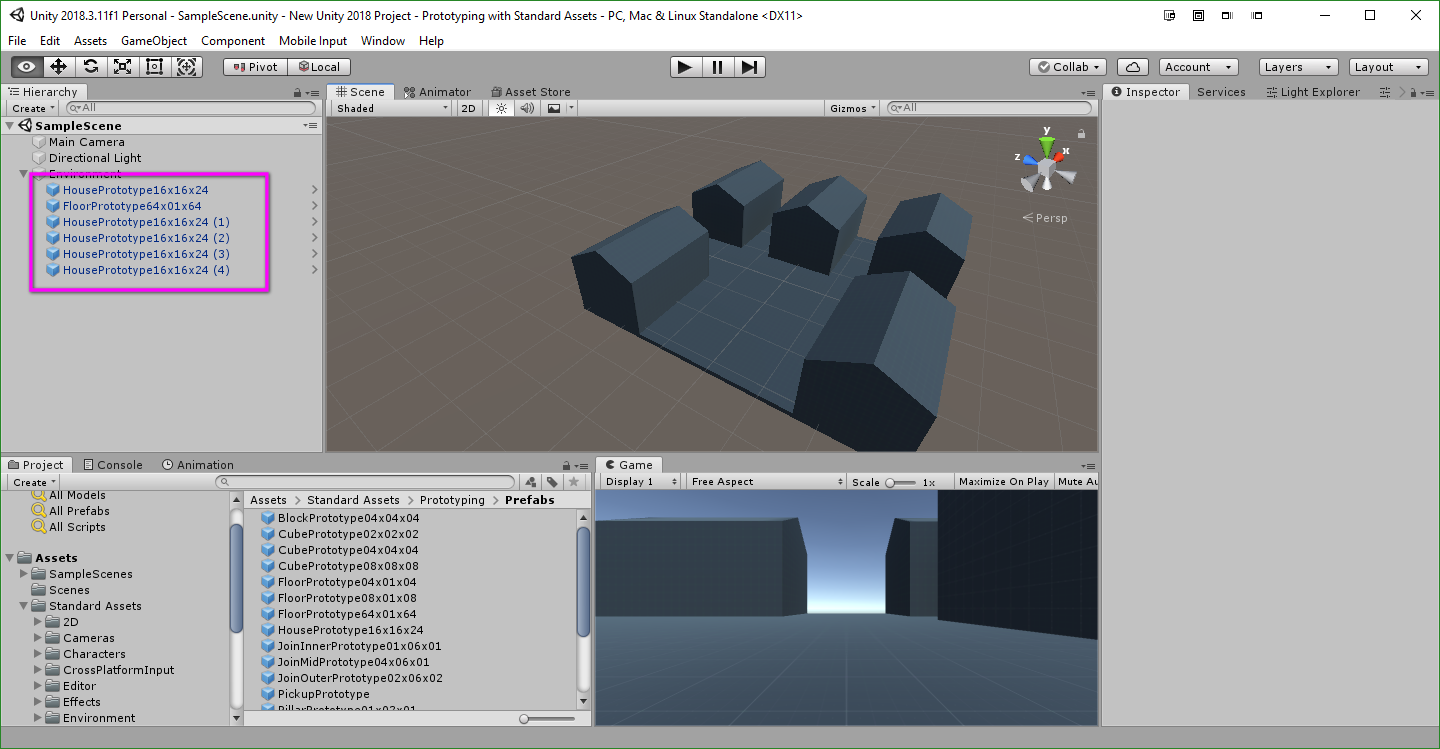 Unity 2018.3.11f1 Personal - SampleScene.unity - New Unity 2018 Project - Prototyping with Standard Assets - PC, Mac & Linux Standalone <DX11>
File Edit Assets GameObject Component Mobile Input Window Help
Pivot Local Collab Account Layers Layout
Hierarchy
Create All
SampleScene
Main Camera
Directional Light
Environment
HousePrototype16x16x24
FloorPrototype64x01x64
HousePrototype16x16x24 (1)
HousePrototype16x16x24 (2)
HousePrototype16x16x24 (3)
HousePrototype16x16x24 (4)
Scene Animator Asset Store
Shaded 2D Gizmos All
y
z x
Persp
Inspector Services Light Explorer
Project Console Animation
Create
All Models
All Prefabs
All Scripts
Assets
SampleScenes
Scenes
Standard Assets
2D
Cameras
Characters
CrossPlatformInput
Editor
Effects
Environment
Assets > Standard Assets > Prototyping > Prefabs
BlockPrototype04x04x04
CubePrototype02x02x02
CubePrototype04x04x04
CubePrototype08x08x08
FloorPrototype04x01x04
FloorPrototype08x01x08
FloorPrototype64x01x64
HousePrototype16x16x24
JoinInnerPrototype01x06x01
JoinMidPrototype04x06x01
JoinOuterPrototype02x06x02
PickupPrototype
PillarPrototype01x02x01
Game
Display 1 Free Aspect Scale 1x Maximize On Play Mute Au